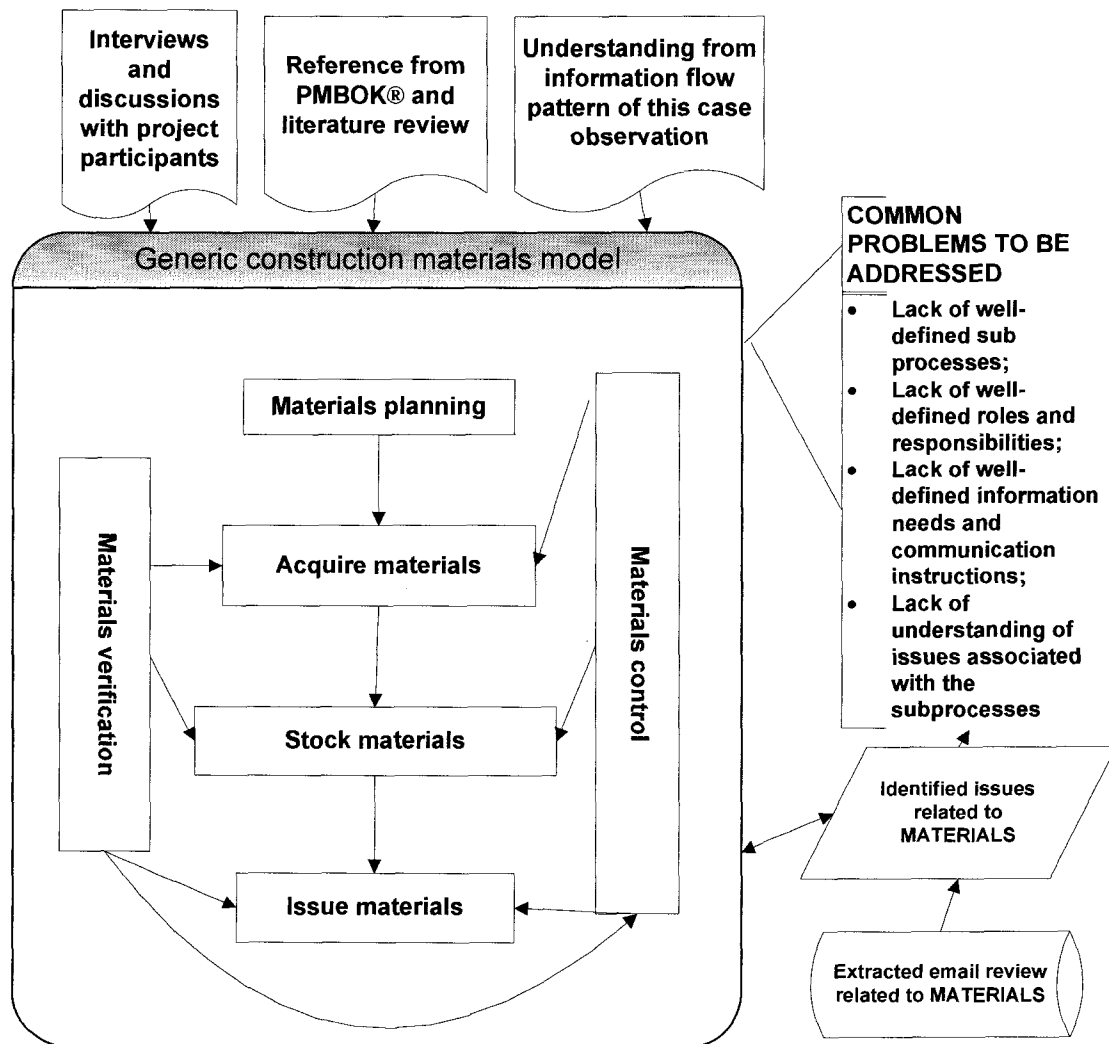 Interviews
and
discussions
with project
participants
Reference from
PMBOK® and
literature review
Understanding from
information flow
pattern of this case
observation
Generic construction materials model
COMMON
PROBLEMS TO BE
ADDRESSED
• Lack of well-
defined sub
processes;
• Lack of well-
defined roles and
responsibilities;
• Lack of well-
defined information
needs and
communication
instructions;
• Lack of
understanding of
issues associated
with the
subprocesses
Materials planning
Materials verification
Acquire materials
Materials control
Stock materials
Issue materials
Identified issues
related to
MATERIALS
Extracted email review
related to MATERIALS